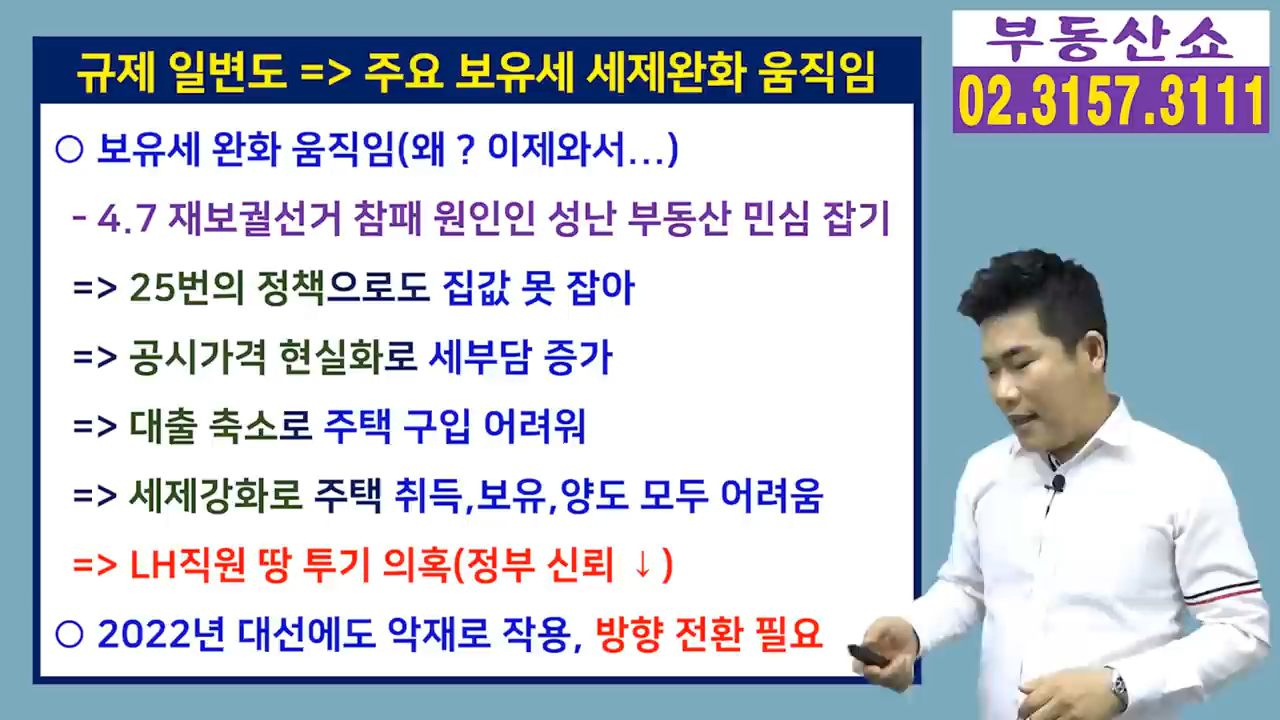 부동산쇼
02.3157.3111
규제 일변도 => 주요 보유세 세제완화 움직임
○ 보유세 완화 움직임(왜 ? 이제와서...)
- 4.7 재보궐선거 참패 원인인 성난 부동산 민심 잡기
=> 25번의 정책으로도 집값 못 잡아
=> 공시가격 현실화로 세부담 증가
=> 대출 축소로 주택 구입 어려워
=> 세제강화로 주택 취득,보유,양도 모두 어려움
=> LH직원 땅 투기 의혹(정부 신뢰 ↓)
○ 2022년 대선에도 악재로 작용, 방향 전환 필요